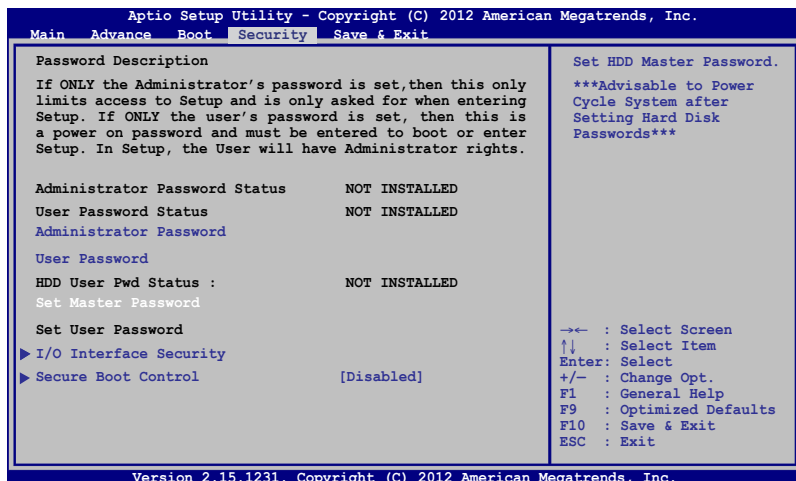 Aptio Setup Utility - Copyright (C) 2012 American Megatrends, Inc.
Main Advance Boot Security Save & Exit
Password Description
If ONLY the Administrator's password is set,then this only
limits access to Setup and is only asked for when entering
Setup. If ONLY the user's password is set, then this is
a power on password and must be entered to boot or enter
Setup. In Setup, the User will have Administrator rights.
Administrator Password Status NOT INSTALLED
User Password Status NOT INSTALLED
Administrator Password
User Password
HDD User Pwd Status : NOT INSTALLED
Set Master Password
Set User Password
I/O Interface Security
Secure Boot Control [Disabled]
Set HDD Master Password.
***Advisable to Power
Cycle System after
Setting Hard Disk
Passwords***
→← : Select Screen
↑↓ : Select Item
Enter: Select
+/— : Change Opt.
F1 : General Help
F9 : Optimized Defaults
F10 : Save & Exit
ESC : Exit
Version 2.15.1231. Copyright (C) 2012 American Megatrends, Inc.